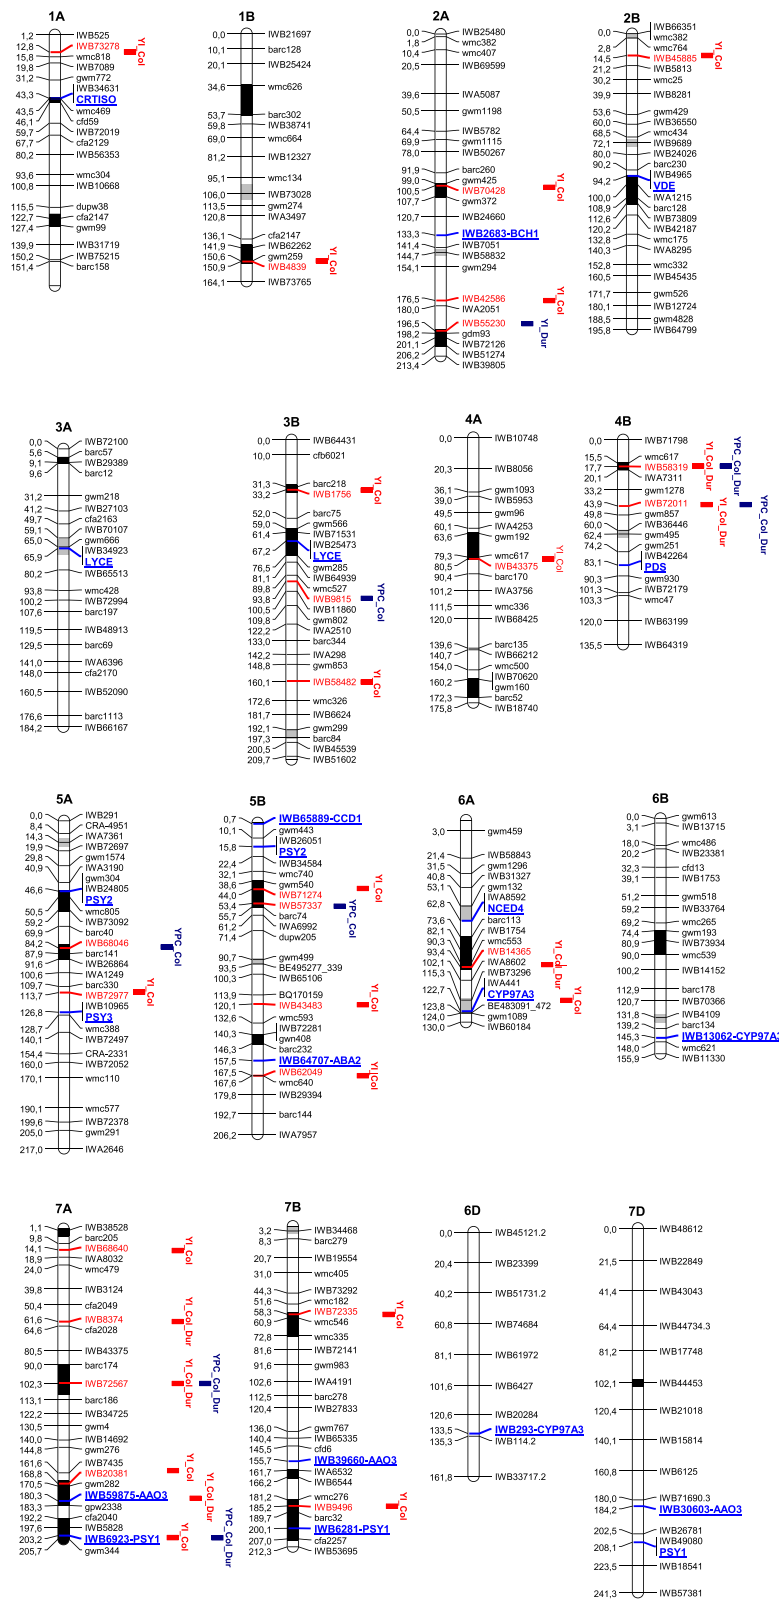 1A
1,2 IWB525
12,8 IWB73278 YI_Col
15,8 wmc818
19,8 IWB7089
31,2 gwm772
43,3 IWB34631
CRTISO
43,5 wmc469
46,1 cfd59
59,7 IWB72019
67,7 cfa2129
80,2 IWB56353
93,6 wmc304
100,8 IWB10668
115,5 dupw38
122,7 cfa2147
127,4 gwm99
139,9 IWB31719
150,2 IWB75215
151,4 barc158
1B
0,0 IWB21697
12,8 barc128
20,1 IWB25424
34,6 wmc626
53,7 barc302
59,8 IWB38741
69,0 wmc664
81,2 IWB12327
95,1 wmc134
106,0 IWB73028
113,5 gwm274
120,8 IWA3497
136,1 cfa2147
141,9 IWB62262
150,6 gwm259
150,9 IWB4839 YI_Col
164,1 IWB73765
2A
0,0 IWB25480
1,8 wmc382
10,4 wmc407
20,5 IWB69599
39,6 IWA5087
50,5 gwm1198
64,4 IWB5782
69,9 gwm1115
78,0 IWB50267
91,9 barc260
99,0 gwm425
100,5 IWB70428 YI_Col
107,7 gwm372
120,7 IWB24660
133,3 IWB2683-BCH1
141,4 IWB7051
144,7 IWB58832
154,1 gwm294
176,5 IWB42586 YI_Col
180,0 IWA2051
196,5 IWB55230 YI_Dur
198,2 gdm93
201,1 IWB72126
206,2 IWB51274
213,4 IWB39805
2B
0,0 IWB66351
wmc382
2,8 wmc764
14,5 IWB45885 YI_Col
21,2 IWB5813
30,2 wmc25
39,9 IWB8281
53,6 gwm429
60,0 IWB36550
68,5 wmc434
72,1 IWB9689
80,0 IWB24026
90,2 barc230
94,2 IWB4965
VDE
100,0 IWA1215
108,9 barc128
112,6 IWB73809
120,2 IWB42187
132,8 wmc175
140,3 IWA8295
152,8 wmc332
160,5 IWB45435
171,7 gwm526
180,1 IWB12724
188,5 gwm4828
195,8 IWB64799
3A
0,0 IWB72100
5,6 barc57
9,1 IWB29389
9,6 barc12
31,2 gwm218
41,2 IWB27103
49,7 cfa2163
59,1 IWB70107
65,0 gwm666
65,9 IWB34923
LYCE
80,2 IWB65513
93,8 wmc428
100,2 IWB72994
107,6 barc197
119,5 IWB48913
129,5 barc69
141,0 IWA6396
148,0 cfa2170
160,5 IWB52090
176,6 barc1113
184,2 IWB66167
3B
0,0 IWB64431
10,0 cfb6021
31,3 barc218
33,2 IWB1756 YI_Col
52,0 barc75
59,0 gwm566
61,4 IWB71531
67,2 IWB25473
LYCE
76,5 gwm285
81,1 IWB64939
89,8 wmc527
93,8 IWB9815 YPC_Col
100,5 IWB11860
109,8 gwm802
122,2 IWA2510
133,0 barc344
142,2 IWA298
148,8 gwm853
160,1 IWB58482 YI_Col
172,6 wmc326
181,7 IWB6624
192,1 gwm299
197,3 barc84
200,5 IWB45539
209,7 IWB51602
4A
0,0 IWB10748
20,3 IWB8056
36,1 gwm1093
39,0 IWB5953
49,5 gwm96
60,1 IWA4253
63,6 gwm192
79,3 wmc617
80,5 IWB43375 YI_Col
90,4 barc170
101,2 IWA3756
111,5 wmc336
120,0 IWB68425
139,6 barc135
140,7 IWB66212
154,0 wmc500
160,2 IWB70620
gwm160
172,3 barc52
175,8 IWB18740
4B
0,0 IWB71798
15,5 wmc617
17,7 IWB58319 YI_Col_Dur YPC_Col_Dur
20,1 IWA7311
33,2 gwm1278
43,9 IWB72011 YI_Col_Dur YPC_Col_Dur
49,8 gwm857
60,0 IWB36446
62,4 gwm495
74,2 gwm251
83,1 IWB42264
PDS
90,3 gwm930
101,3 IWB72179
103,3 wmc47
120,0 IWB63199
135,5 IWB64319
5A
0,0 IWB291
8,4 CRA-4951
14,3 IWA7361
19,9 IWB72697
29,8 gwm1574
40,9 IWA3190
gwm304
46,6 IWB24805
PSY2
50,5 wmc805
59,2 IWB73092
69,9 barc40
84,2 IWB68046 YPC_Col
87,9 barc141
91,6 IWB26864
100,6 IWA1249
109,7 barc330
113,7 IWB72977 YI_Col
126,8 IWB10965
PSY3
128,7 wmc388
140,1 IWB72497
154,4 CRA-2331
160,0 IWB72052
170,1 wmc110
190,1 wmc577
199,6 IWB72378
205,0 gwm291
217,0 IWA2646
5B
0,7 IWB65889-CCD1
10,1 gwm443
15,8 IWB26051
PSY2
22,4 IWB34584
32,1 wmc740
38,6 gwm540
44,0 IWB71274 YI_Col
53,4 IWB57337 YPC_Col
55,7 barc74
61,2 IWA6992
71,4 dupw205
90,7 gwm499
93,5 BE495277_339
100,3 IWB65106
113,9 BQ170159
120,1 IWB43483 YI_Col
132,6 wmc593
140,3 IWB72281
gwn408
146,3 barc232
157,5 IWB64707-ABA2
167,5 IWB62049 YI_Col
167,6 wmc640
179,8 IWB29394
192,7 barc144
206,2 IWA7957
6A
3,0 gwm459
21,4 IWB58843
31,5 gwm1296
40,8 IWB31327
53,1 gwm132
62,8 IWA8592
NCED4
73,6 barc113
82,1 IWB1754
90,3 wmc553
93,4 IWB14365 YI_Col_Dur
102,1 IWA8602
115,3 IWB73296
122,7 IWA441
CYP97A3 YI_Col
123,8 BE483091_472
124,0 gwm1089
130,0 IWB60184
6B
0,0 gwm613
3,1 IWB13715
18,0 wmc486
20,2 IWB23381
32,3 cfd13
39,1 IWB1753
51,2 gwm518
59,2 IWB33764
69,4 wmc265
74,4 gwm193
80,9 IWB73934
90,0 wmc539
100,2 IWB14152
112,9 barc178
120,7 IWB70366
131,8 IWB4109
139,2 barc134
145,3 IWB13062-CYP97A3
148,0 wmc621
155,9 IWB11330
7A
1,1 IWB38528
9,8 barc205
14,1 IWB68640 YI_Col
18,9 IWA8032
24,0 wmc479
39,8 IWB3124
50,4 cfa2049
61,6 IWB8374 YI_Col_Dur
64,6 cfa2028
80,5 IWB43375
90,0 barc174
102,3 IWB72567 YI_Col_Dur YPC_Col_Dur
113,1 barc186
122,2 IWB34725
130,5 gwm4
140,0 IWB14692
144,8 gwm276
161,6 IWB7435
168,8 IWB20381 YI_Col
170,5 gwm282
180,3 IWB59875-AAO3 YI_Col_Dur
183,3 gpw2338
192,2 cfa2040
197,6 IWB5828
203,2 IWB6923-PSY1 YI_Col YPC_Col_Dur
205,7 gwm344
7B
3,2 IWB34468
8,3 barc279
20,7 IWB19554
31,0 wmc405
44,3 IWB73292
51,6 wmc182
58,3 IWB72335 YI_Col
60,9 wmc546
72,8 wmc335
81,6 IWB72141
91,6 gwm983
102,6 IWA4191
112,5 barc278
120,4 IWB27833
136,0 gwm767
140,4 IWB65335
145,5 cfd6
155,7 IWB39660-AAO3
161,7 IWA6532
166,2 IWB6544
181,2 wmc276
185,2 IWB9496 YI_Col
189,7 barc32
200,1 IWB6281-PSY1
207,0 cfa2257
212,3 IWB53695
6D
0,0 IWB45121.2
20,4 IWB23399
40,2 IWB51731.2
60,8 IWB74684
81,1 IWB61972
101,6 IWB6427
120,6 IWB20284
133,5 IWB293-CYP97A3
135,3 IWB114.2
161,8 IWB33717.2
7D
0,0 IWB48612
21,5 IWB22849
41,4 IWB43043
64,4 IWB44734.3
81,2 IWB17748
102,1 IWB44453
120,4 IWB21018
140,1 IWB15814
160,8 IWB6125
180,0 IWB71690.3
184,2 IWB30603-AAO3
202,5 IWB26781
208,1 IWB49080
PSY1
223,5 IWB18541
241,3 IWB57381